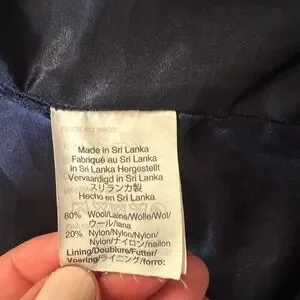 Made in Sri Lanka
Fabriqué au Sri Lanka
in Sri Lanka Hergestellt
Vervaardigd in Sri Lanka
スリランカ製
Hecho en Sri Lanka
80% Wool/Laine/Wolle/Wol/
ウール/lana
20% Nylon/Nylon/Nylon/
Nylon/ナイロン/nailon
Lining/Doublure/Futter/
Voering/ライニング/forro: